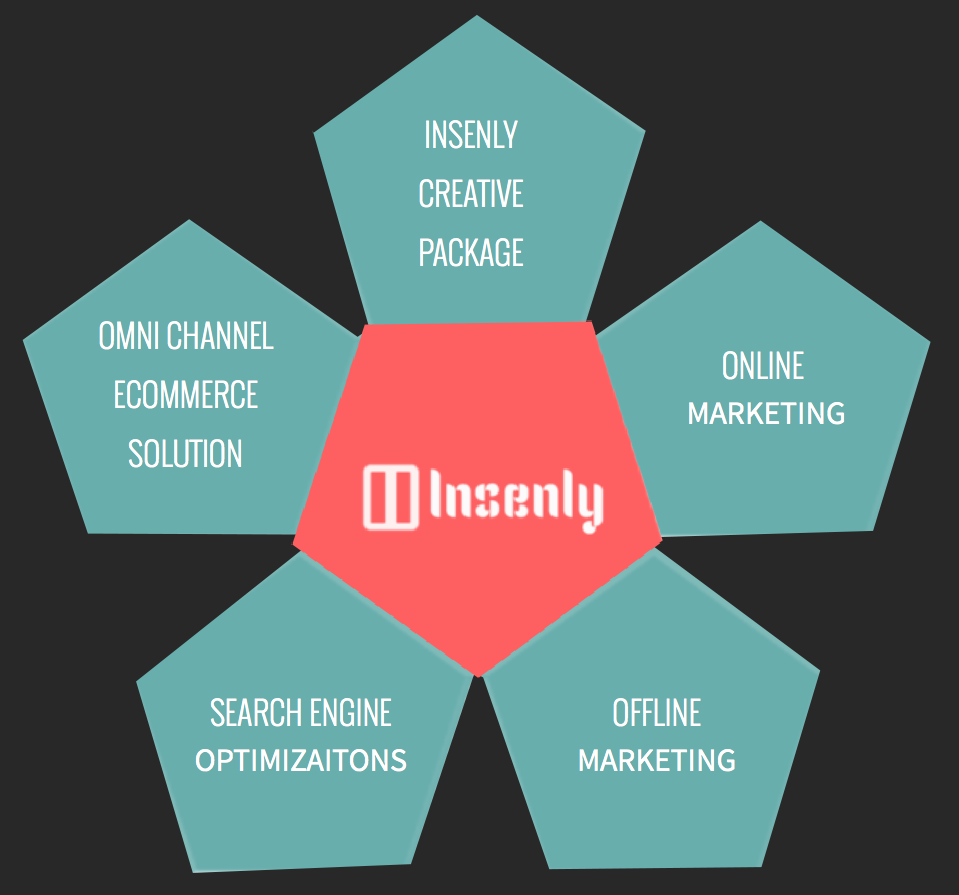 INSENLY
CREATIVE
PACKAGE
OMNI CHANNEL
ECOMMERCE
SOLUTION
ONLINE
MARKETING
Insenly
SEARCH ENGINE
OPTIMIZAITONS
OFFLINE
MARKETING